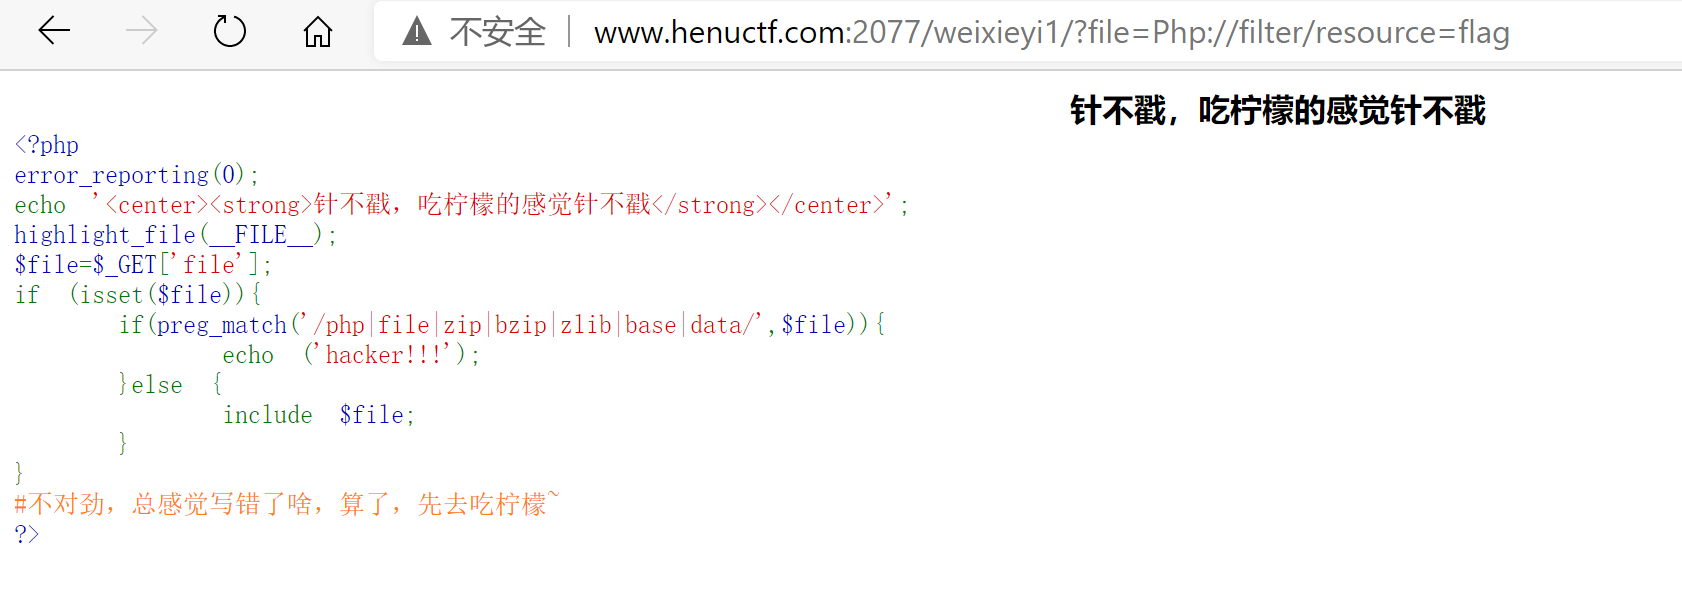 不安全 www.henuctf.com:2077/weixieyi1/?file=Php://filter/resource=flag
针不戳，吃柠檬的感觉针不戳
<?php
error_reporting(0);
echo '<center><strong>针不戳，吃柠檬的感觉针不戳</strong></center>';
highlight_file(__FILE__);
$file=$_GET['file'];
if (isset($file)){
if(preg_match('/php|file|zip|bzip|zlib|base|data/',$file)){
echo ('hacker!!!');
}else {
include $file;
}
}
#不对劲，总感觉写错了啥，算了，先去吃柠檬~
?>